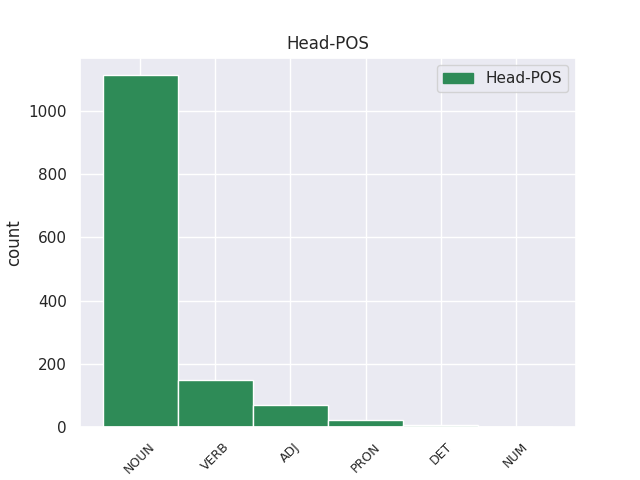 Head-POS
Head-POS
1000
800
600
400
200
0
count
NOUN
VERB
ADJ
PRON
DET
NUM